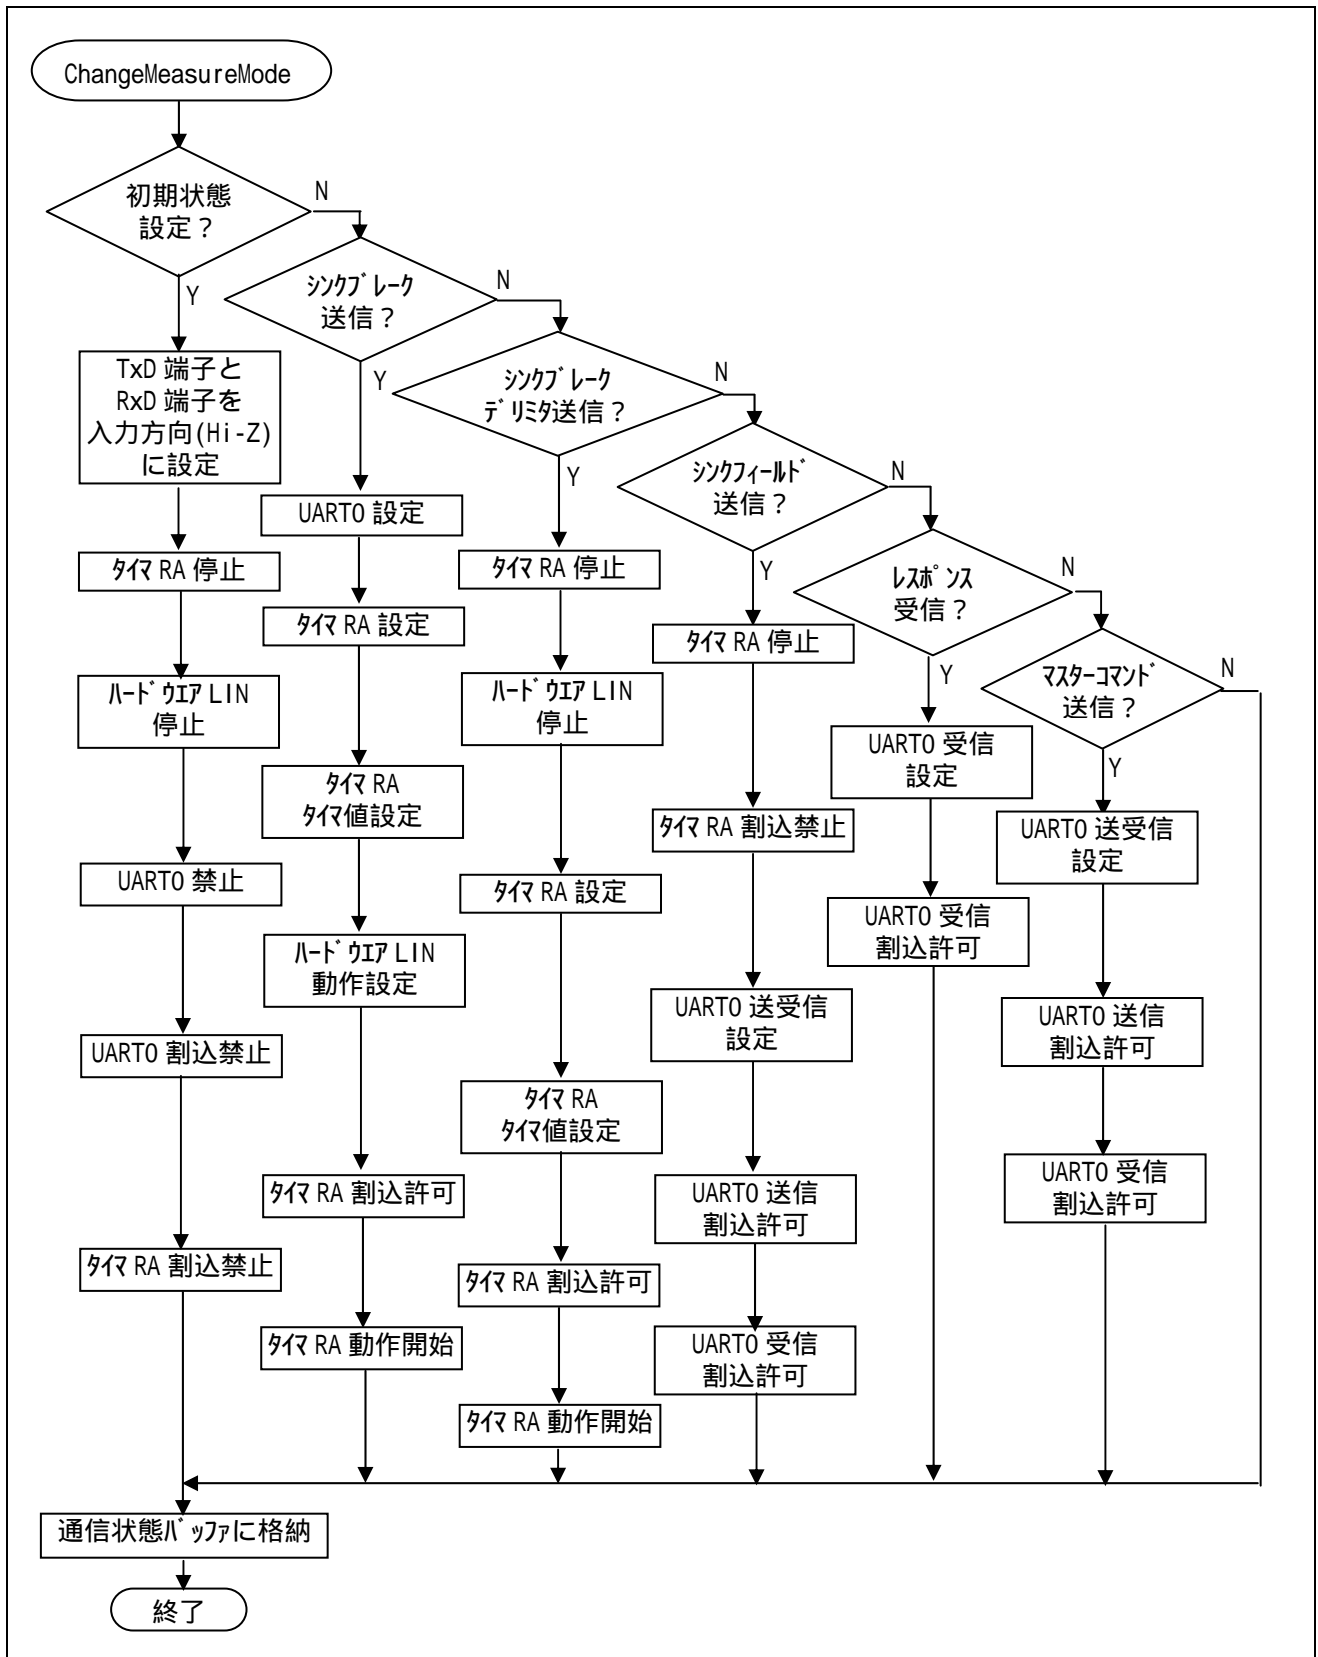 ChangeMeasureMode
初期状態
設定？
N
Y
シンクブレーク
送信？
N
Y
シンクブレーク
デリミタ送信？
N
Y
シンクフィールド
送信？
N
Y
レスポンス
受信？
N
Y
マスターコマンド
送信？
N
Y
TxD 端子と
RxD 端子を
入力方向(Hi-Z)
に設定
タイマ RA 停止
ハードウエア LIN
停止
UART0 禁止
UART0 割込禁止
タイマ RA 割込禁止
UART0 設定
タイマ RA 設定
タイマ RA
タイマ値設定
ハードウエア LIN
動作設定
タイマ RA 割込許可
タイマ RA 動作開始
タイマ RA 停止
ハードウエア LIN
停止
タイマ RA 設定
タイマ RA
タイマ値設定
タイマ RA 割込許可
タイマ RA 動作開始
タイマ RA 停止
タイマ RA 割込禁止
UART0 送受信
設定
UART0 送信
割込許可
UART0 受信
割込許可
UART0 受信
設定
UART0 受信
割込許可
UART0 送受信
設定
UART0 送信
割込許可
UART0 受信
割込許可
通信状態バッファに格納
終了